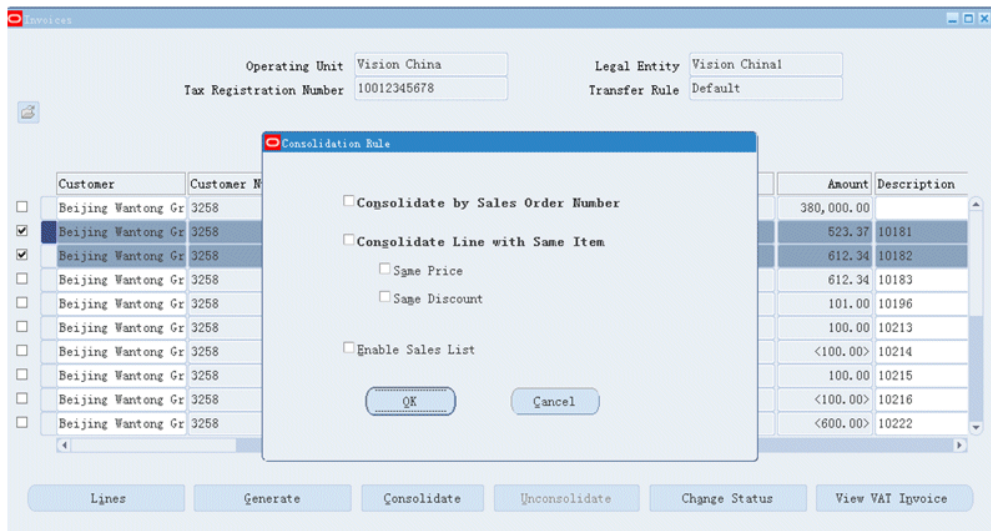 Invoices
Operating Unit Vision China Legal Entity Vision China1
Tax Registration Number 10012345678 Transfer Rule Default
Consolidation Rule
Customer Customer N Amount Description
Beijing Wantong Gr 3258 380,000.00
Beijing Wantong Gr 3258 523.37 10181
Beijing Wantong Gr 3258 612.34 10182
Beijing Wantong Gr 3258 612.34 10183
Beijing Wantong Gr 3258 101.00 10196
Beijing Wantong Gr 3258 100.00 10213
Beijing Wantong Gr 3258 <100.00> 10214
Beijing Wantong Gr 3258 100.00 10215
Beijing Wantong Gr 3258 <100.00> 10216
Beijing Wantong Gr 3258 <600.00> 10222
Consolidate by Sales Order Number
Consolidate Line with Same Item
Same Price
Same Discount
Enable Sales List
OK Cancel
Lines Generate Consolidate Unconsolidate Change Status View VAT Invoice